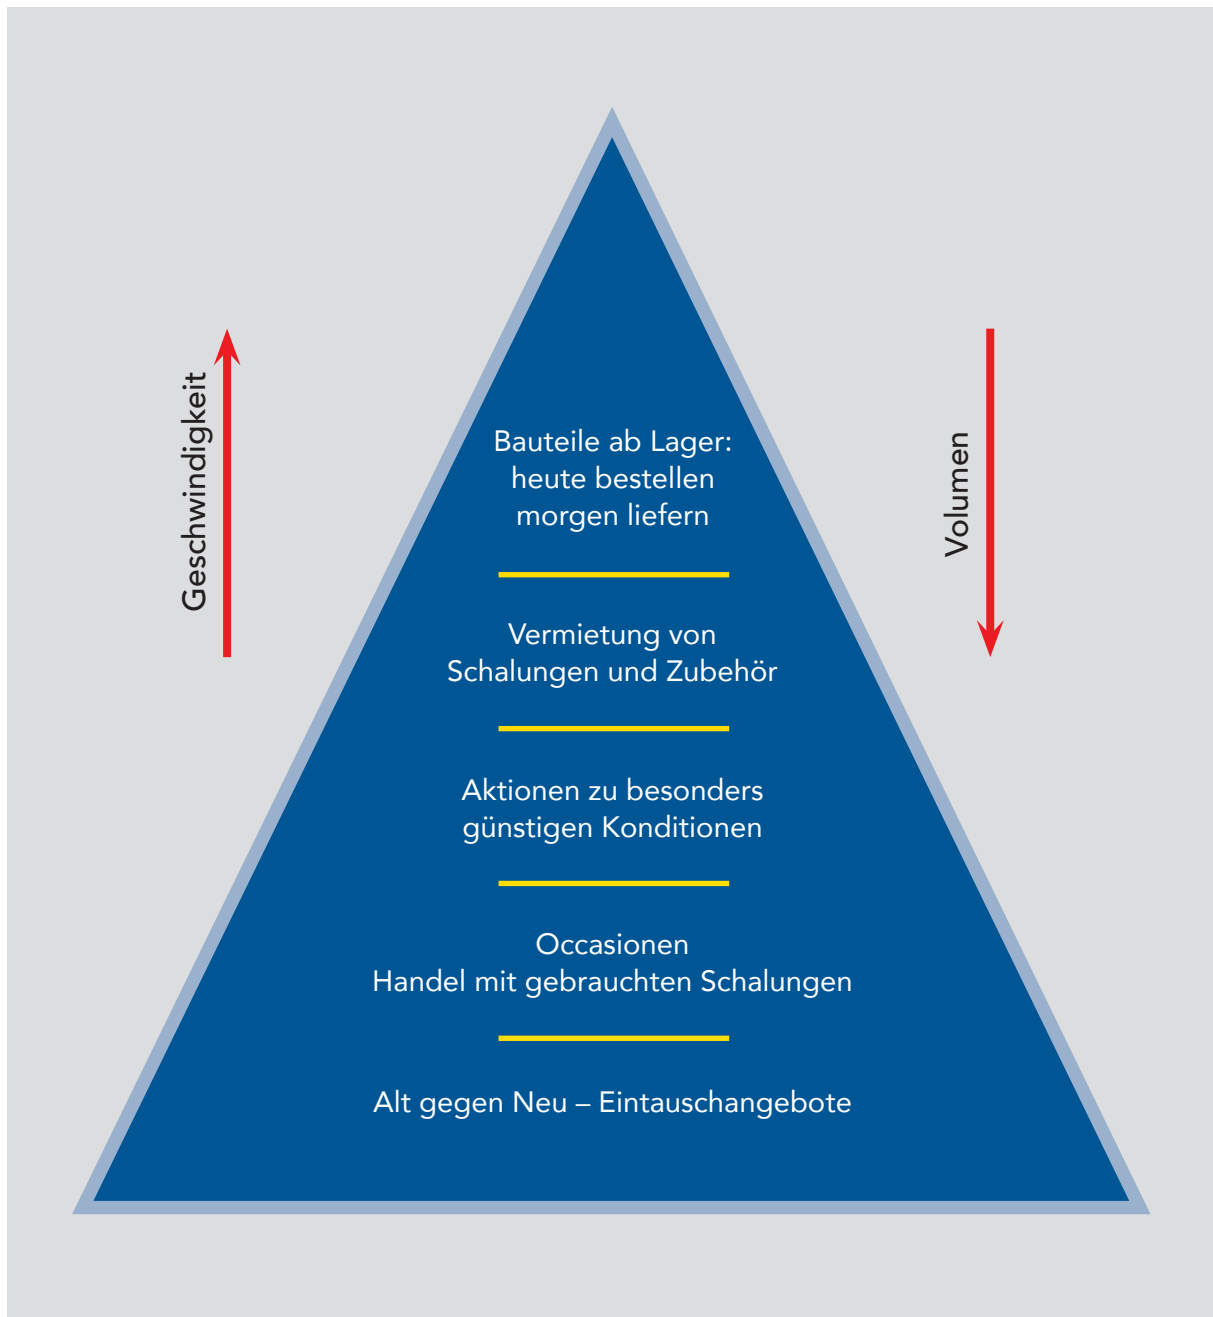 Geschwindigkeit
Volumen
Bauteile ab Lager:
heute bestellen
morgen liefern
Vermietung von
Schalungen und Zubehör
Aktionen zu besonders
günstigen Konditionen
Occasionen
Handel mit gebrauchten Schalungen
Alt gegen Neu – Eintauschangebote